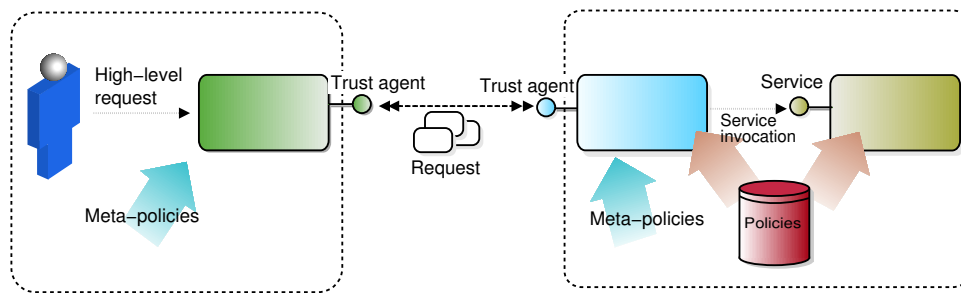 High−level
request
Trust agent
Trust agent
Service
Service
invocation
Request
Meta−policies
Meta−policies
Policies